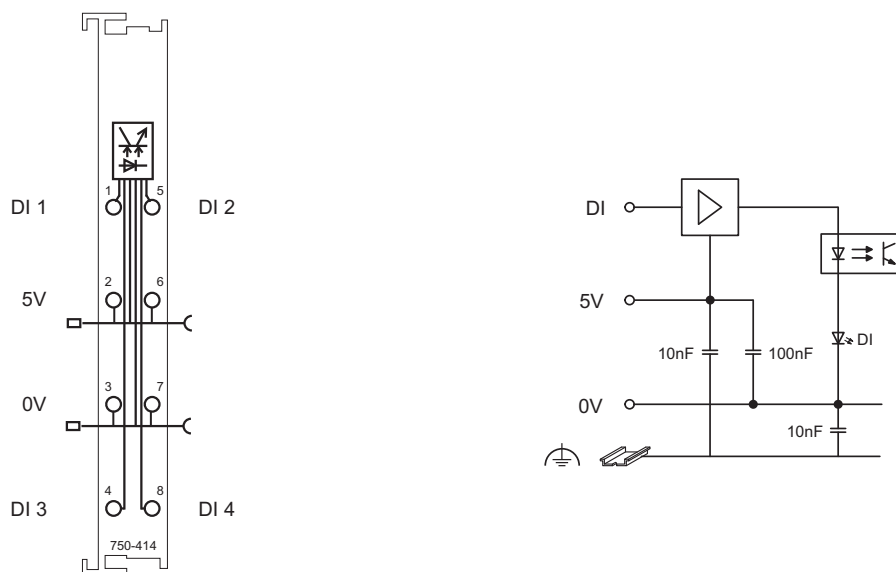 1 5
DI 1 DI 2
2 6
5V
3 7
0V
4 8
DI 3 DI 4
750-414
DI
5V
10nF 100nF DI
0V
10nF